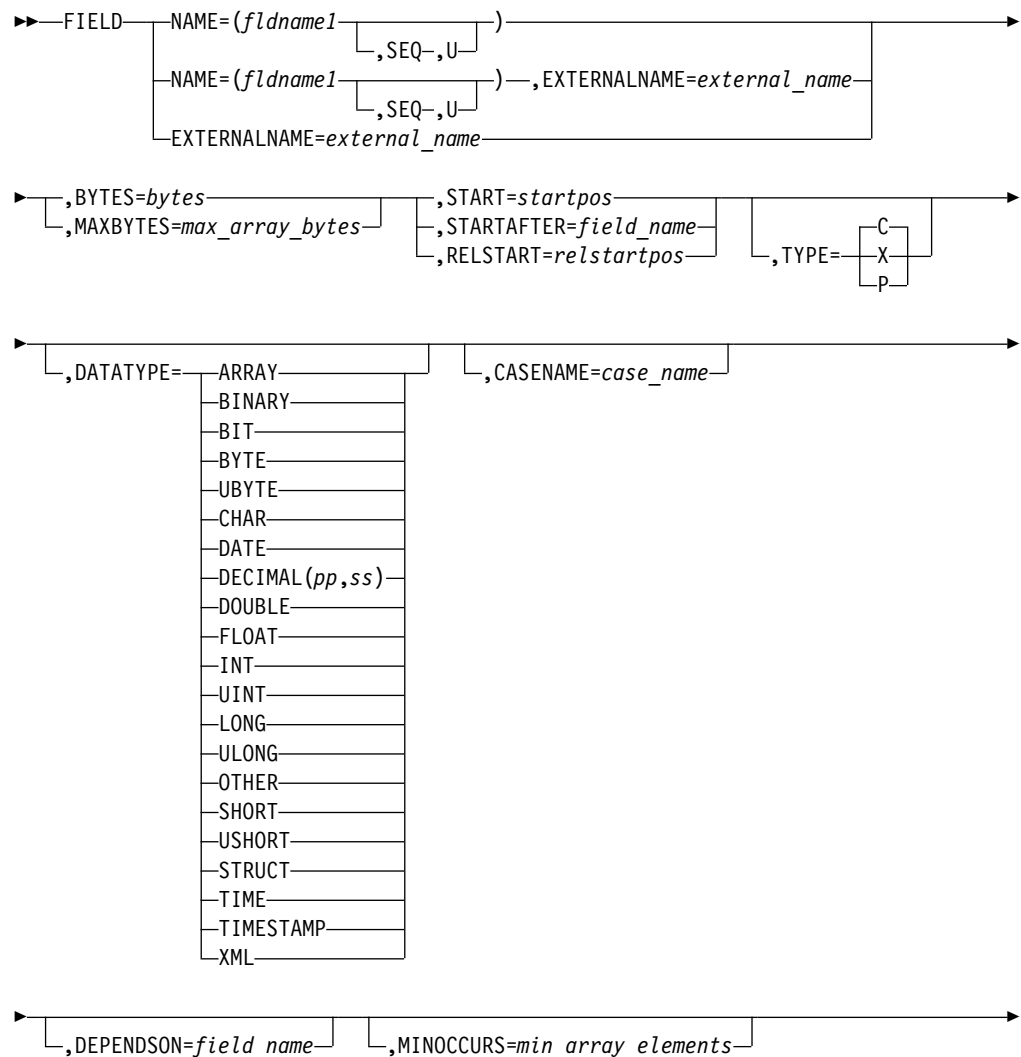 FIELD NAME=(fldname1 )
,SEQ ,U
NAME=(fldname1 ) ,EXTERNALNAME=external_name
,SEQ ,U
EXTERNALNAME=external_name
,BYTES=bytes ,START=startpos
,MAXBYTES=max_array_bytes ,STARTAFTER=field_name C
,RELSTART=relstartpos ,TYPE= X
P
,DATATYPE= ARRAY ,CASENAME=case_name
BINARY
BIT
BYTE
UBYTE
CHAR
DATE
DECIMAL(pp,ss)
DOUBLE
FLOAT
INT
UINT
LONG
ULONG
OTHER
SHORT
USHORT
STRUCT
TIME
TIMESTAMP
XML
,DEPENDSON=field name ,MINOCCURS=min array elements